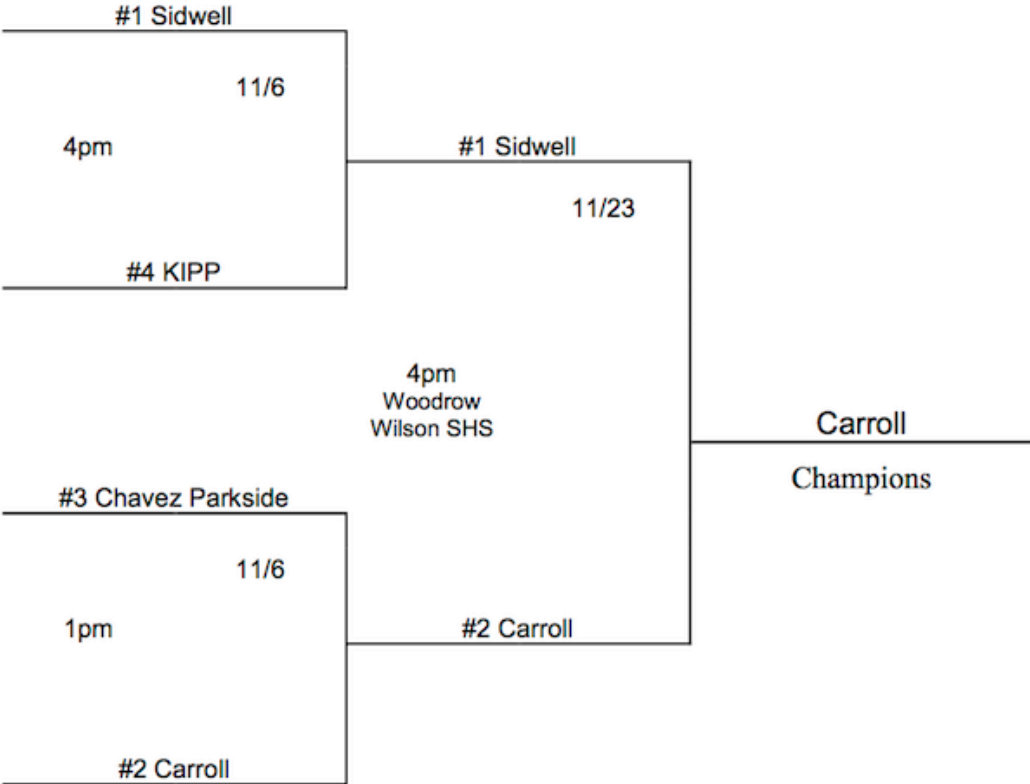 #1 Sidwell
11/6
4pm
#1 Sidwell
11/23
#4 KIPP
4pm
Woodrow
Wilson SHS
Carroll
Champions
#3 Chavez Parkside
11/6
1pm
#2 Carroll
#2 Carroll